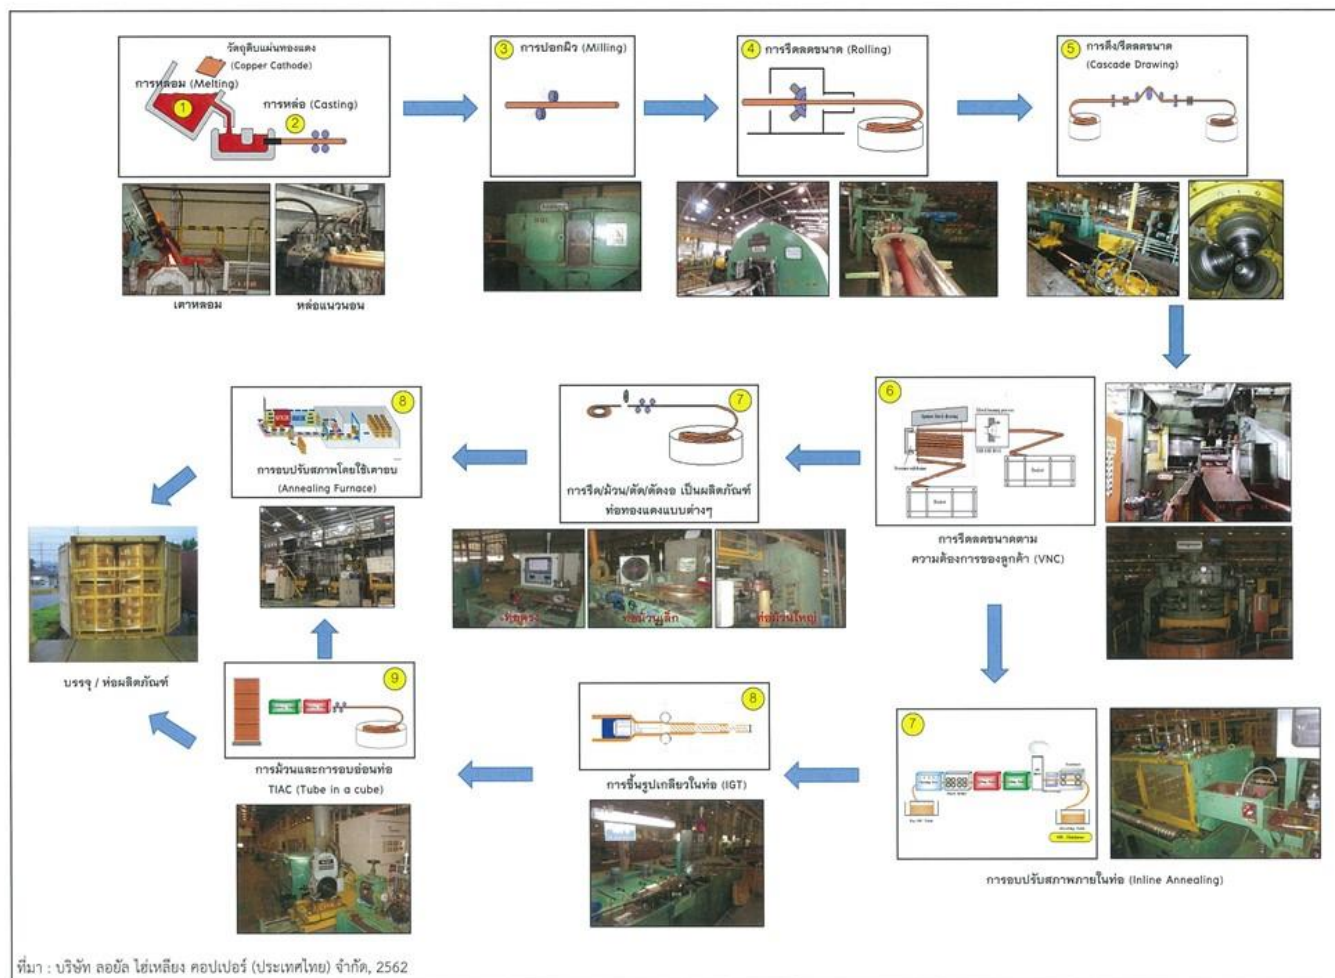 วัตถุดิบแผ่นทองแดง
(Copper Cathode)
การหลอม (Melting)
1
การหล่อ (Casting)
2
เตาหลอม
หล่อแนวนอน
3
การปอกผิว (Milling)
4
การรีดลดขนาด (Rolling)
5
การดึง/รีดลดขนาด
(Cascade Drawing)
6
การรีดลดขนาดตาม
ความต้องการของลูกค้า (VNC)
7
การรีด/ม้วน/ตัด/ดัดงอ เป็นผลิตภัณฑ์
ท่อทองแดงแบบต่างๆ
ท่อตรง
ท่อม้วนเล็ก
ท่อม้วนใหญ่
8
การอบปรับสภาพโดยใช้เตาอบ
(Annealing Furnace)
บรรจุ / ห่อผลิตภัณฑ์
7
การอบปรับสภาพภายในท่อ (Inline Annealing)
8
การขึ้นรูปเกลียวในท่อ (IGT)
9
การม้วนและการอบอ่อนท่อ
TIAC (Tube in a cube)
ที่มา : บริษัท ลอยัล ไฮ่เหลียง คอปเปอร์ (ประเทศไทย) จำกัด, 2562